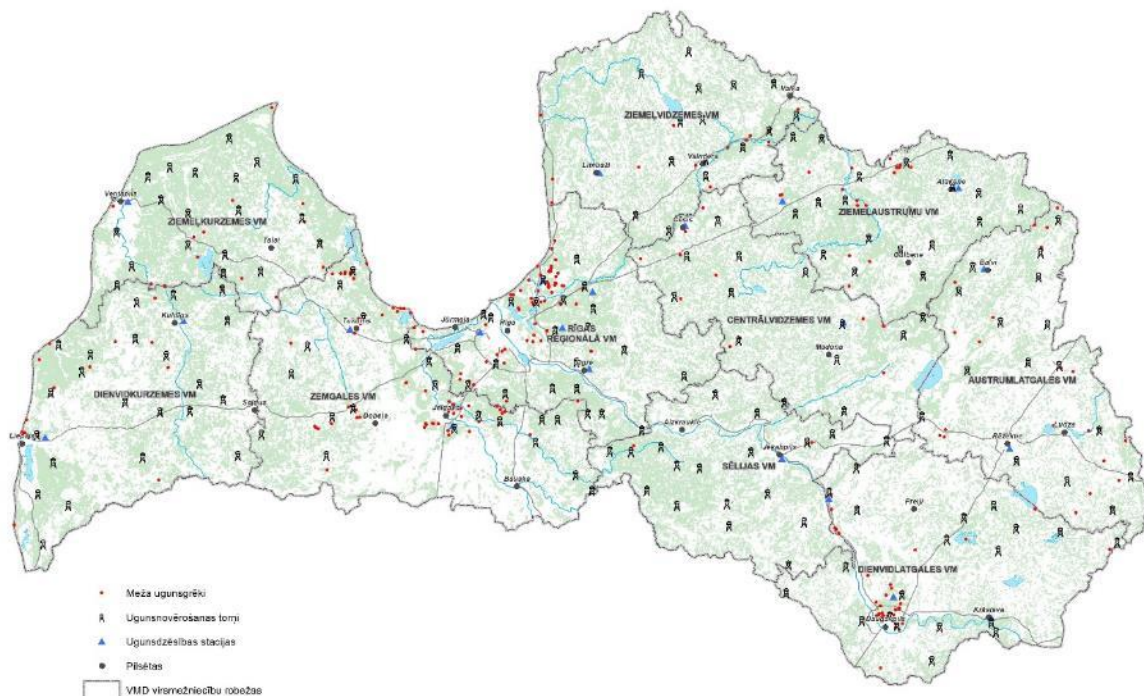 Valka
ZIEMEĻVIDZEMES VM
Valmiera
Limbaži
Alūksne
Ventspils
ZIEMEĻKURZEMES VM
ZIEMEĻAUSTRUMU VM
Cēsis
Talsi
Gulbene
Balvi
Kuldīga
Tukums
Jūrmala
Rīga
RĪGAS
REĢIONĀLĀ VM
CENTRĀLVIDZEMES VM
Madona
Ogre
AUSTRUMLATGALES VM
DIENVIDKURZEMES VM
ZEMGALES VM
Saldus
Dobele
Jelgava
Aizkraukle
Liepāja
Jēkabpils
Rēzekne
Ludza
SĒLIJAS VM
Bauska
Preiļi
DIENVIDLATGALES VM
Krāslava
Daugavpils
Meža ugunsgrēki
Ugunsnovērošanas torņi
Ugunsdzēsības stacijas
Pilsētas
VMD virsmežniecību robežas